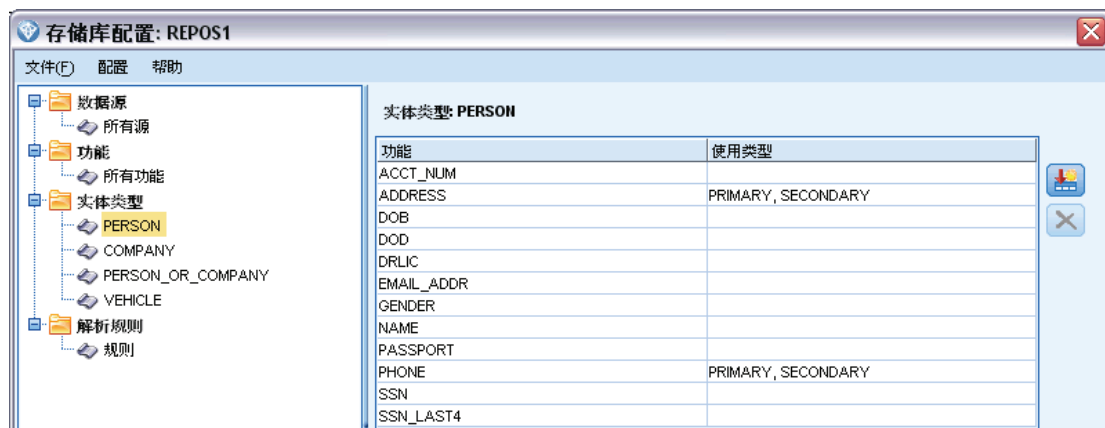 存储库配置: REPOS1
文件(F) 配置 帮助
数据源
所有源
功能
所有功能
实体类型
PERSON
COMPANY
PERSON_OR_COMPANY
VEHICLE
解析规则
规则
实体类型: PERSON
功能 使用类型
ACCT_NUM
ADDRESS PRIMARY, SECONDARY
DOB
DOD
DRLIC
EMAIL_ADDR
GENDER
NAME
PASSPORT
PHONE PRIMARY, SECONDARY
SSN
SSN_LAST4